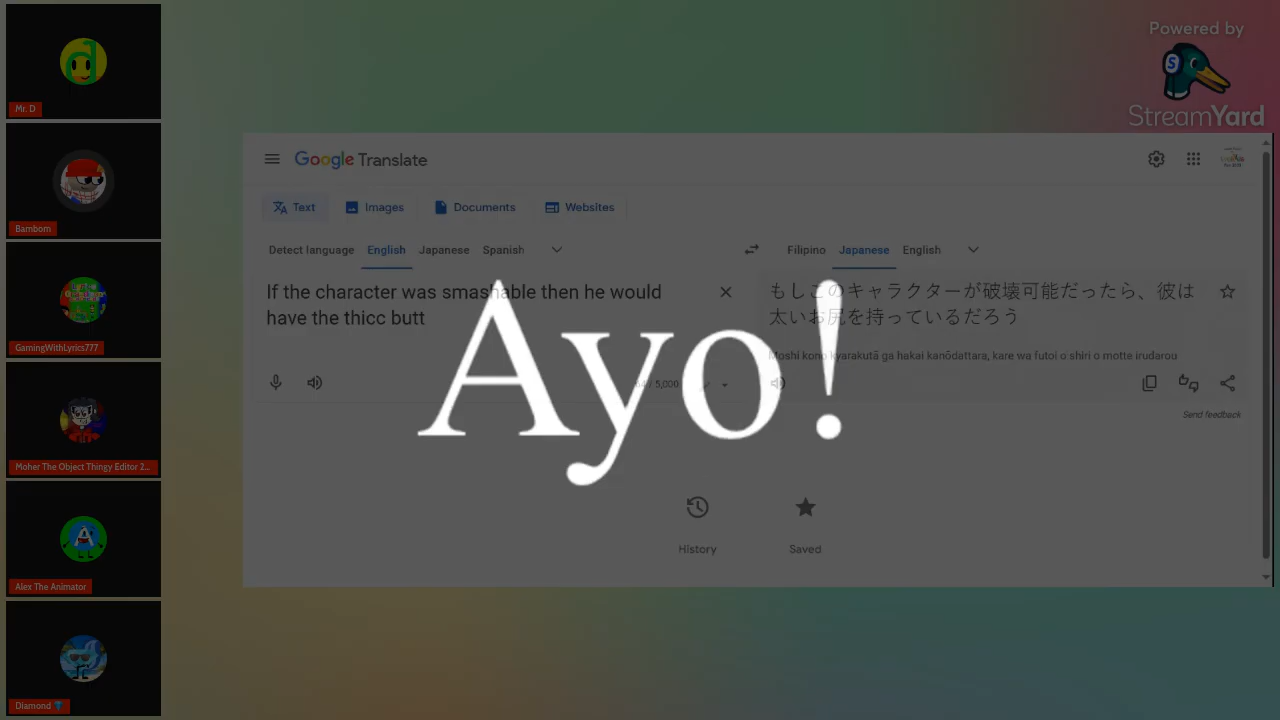 Mr. D
Bambom
GamingWithLyrics777
Moher The Object Thingy Editor 2...
Alex The Animator
Diamond
Powered by
StreamYard
Google Translate
Text
Images
Documents
Websites
Detect language
English
Japanese
Spanish
Filipino
Japanese
English
If the character was smashable then he would
have the thicc butt
もしこのキャラクターが破壊可能だったら、彼は
太いお尻を持っているだろう
Moshi kono kyarakutā ga hakai kanōdattara, kare wa futoi o shiri o motte irudarou
64 / 5,000
Send feedback
Ayo!
History
Saved